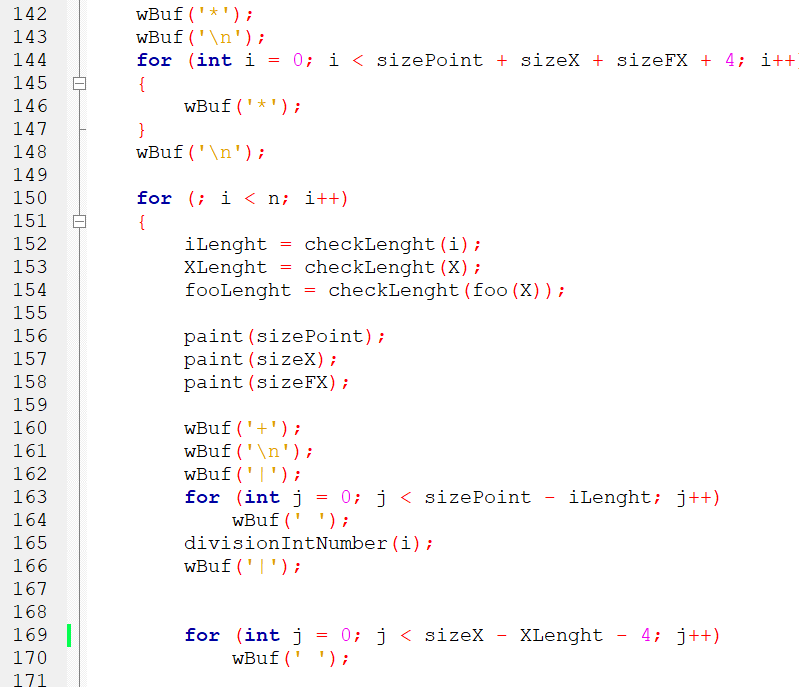 142 wBuf('*');
143 wBuf('\n');
144 for (int i = 0; i < sizePoint + sizeX + sizeFX + 4; i++
145 {
146 wBuf('*');
147 }
148 wBuf('\n');
149
150 for (; i < n; i++)
151 {
152 iLenght = checkLenght(i);
153 XLenght = checkLenght(X);
154 fooLenght = checkLenght(foo(X));
155
156 paint(sizePoint);
157 paint(sizeX);
158 paint(sizeFX);
159
160 wBuf('+');
161 wBuf('\n');
162 wBuf('|');
163 for (int j = 0; j < sizePoint - iLenght; j++)
164 wBuf(' ');
165 divisionIntNumber(i);
166 wBuf('|');
167
168
169 for (int j = 0; j < sizeX - XLenght - 4; j++)
170 wBuf(' ');
171